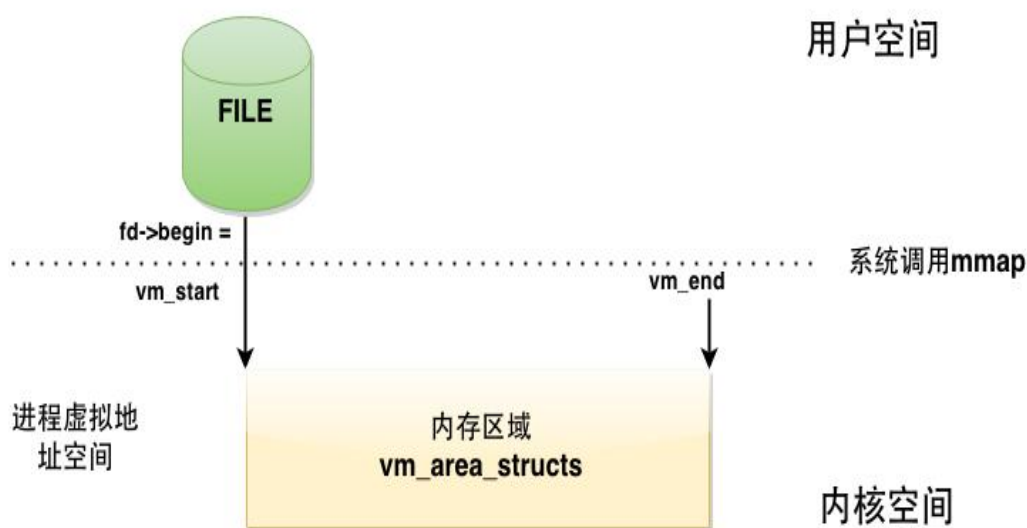 用户空间
FILE
fd->begin =
系统调用mmap
vm_start
vm_end
进程虚拟地
址空间
内存区域
vm_area_structs
内核空间